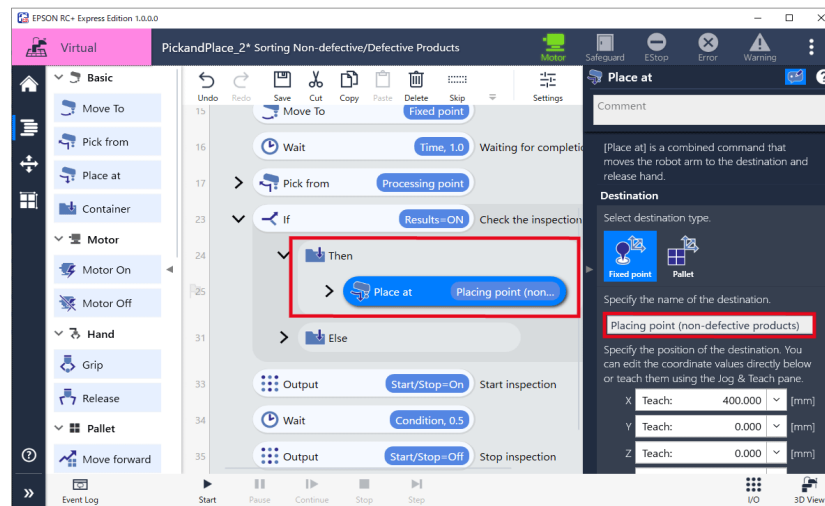 EPSON RC+ Express Edition 1.0.0.0
Virtual
PickandPlace_2* Sorting Non-defective/Defective Products
Motor
Safeguard
EStop
Error
Warning
Basic
Move To
Pick from
Place at
Container
Motor
Motor On
Motor Off
Hand
Grip
Release
Pallet
Move forward
Undo
Redo
Save
Cut
Copy
Paste
Delete
Skip
Settings
15 Move To Fixed point
16 Wait Time, 1.0 Waiting for completi
17 Pick from Processing point
23 If Results=ON Check the inspection
24 Then
25 Place at Placing point (non...
31 Else
33 Output Start/Stop=On Start inspection
34 Wait Condition, 0.5
35 Output Start/Stop=Off Stop inspection
Place at
?
Comment
[Place at] is a combined command that
moves the robot arm to the destination and
release hand.
Destination
Select destination type.
Fixed point
Pallet
Specify the name of the destination.
Placing point (non-defective products)
Specify the position of the destination. You
can edit the coordinate values directly below
or teach them using the Jog & Teach pane.
X Teach: 400.000 [mm]
Y Teach: 0.000 [mm]
Z Teach: 0.000 [mm]
?
»
Event Log
Start
Pause
Continue
Stop
Step
I/O
3D View